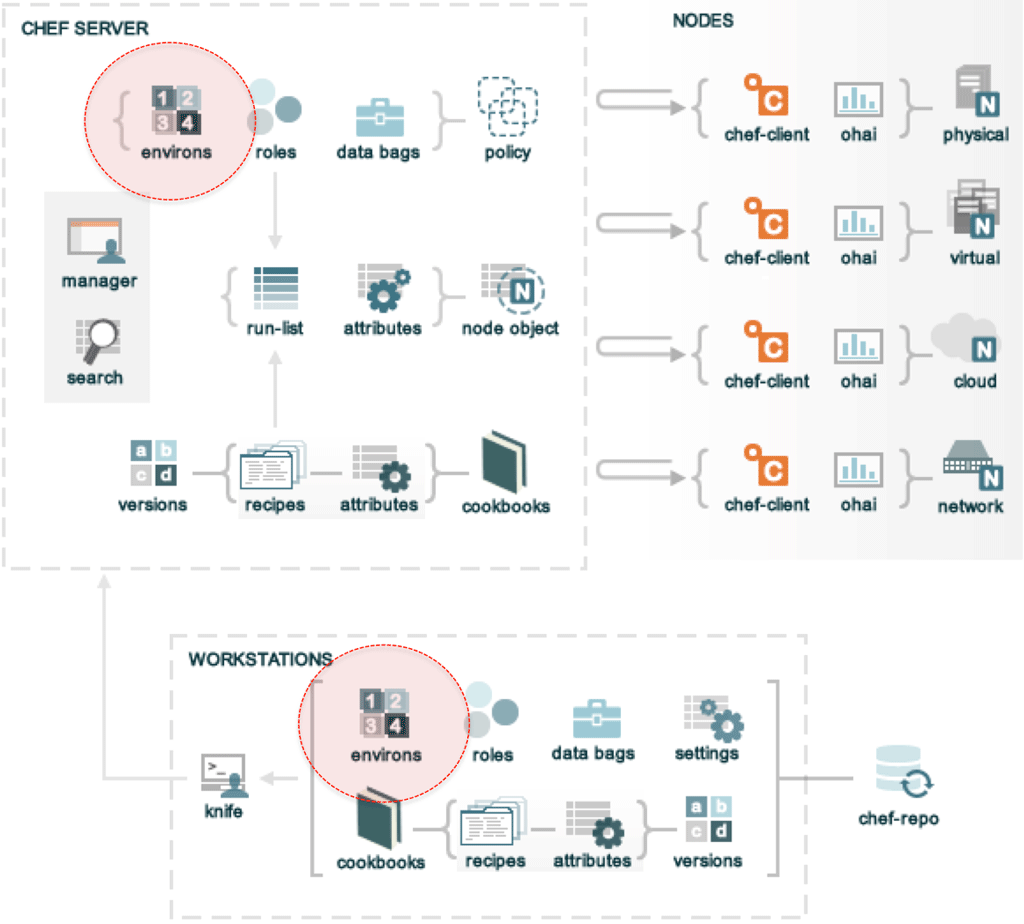 CHEF SERVER
1 2
3 4
environs
roles
data bags
policy
manager
search
run-list
attributes
N
node object
a b
c d
versions
recipes
attributes
cookbooks
NODES
C
chef-client
ohai
N
physical
C
chef-client
ohai
N
virtual
C
chef-client
ohai
N
cloud
C
chef-client
ohai
N
network
WORKSTATIONS
1 2
3 4
environs
roles
data bags
settings
>_
knife
cookbooks
recipes
attributes
a b
c d
versions
chef-repo